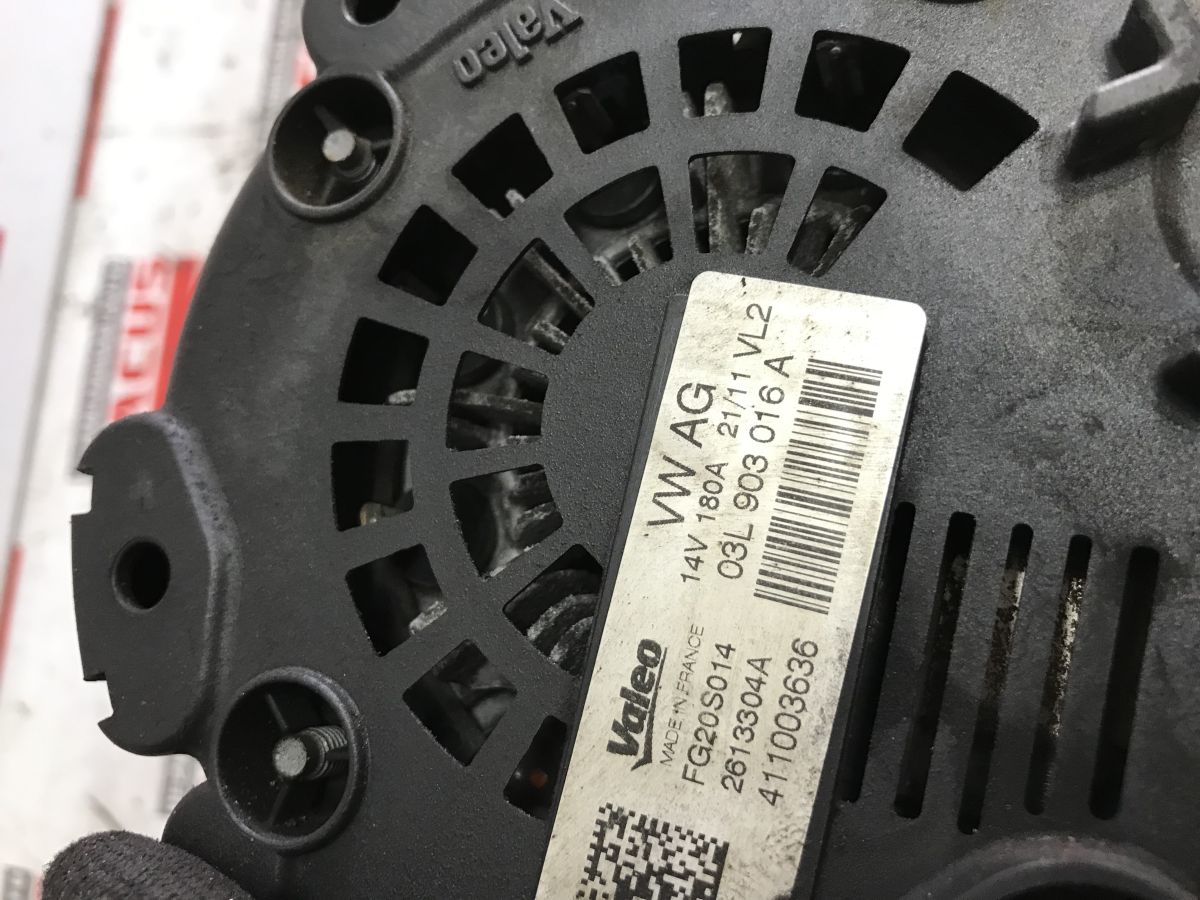 Valeo
VW AG
14V 180A 21/11 VL2
03L 903 016 A
Valeo
MADE IN FRANCE
FG20S014
2613304A
411003636